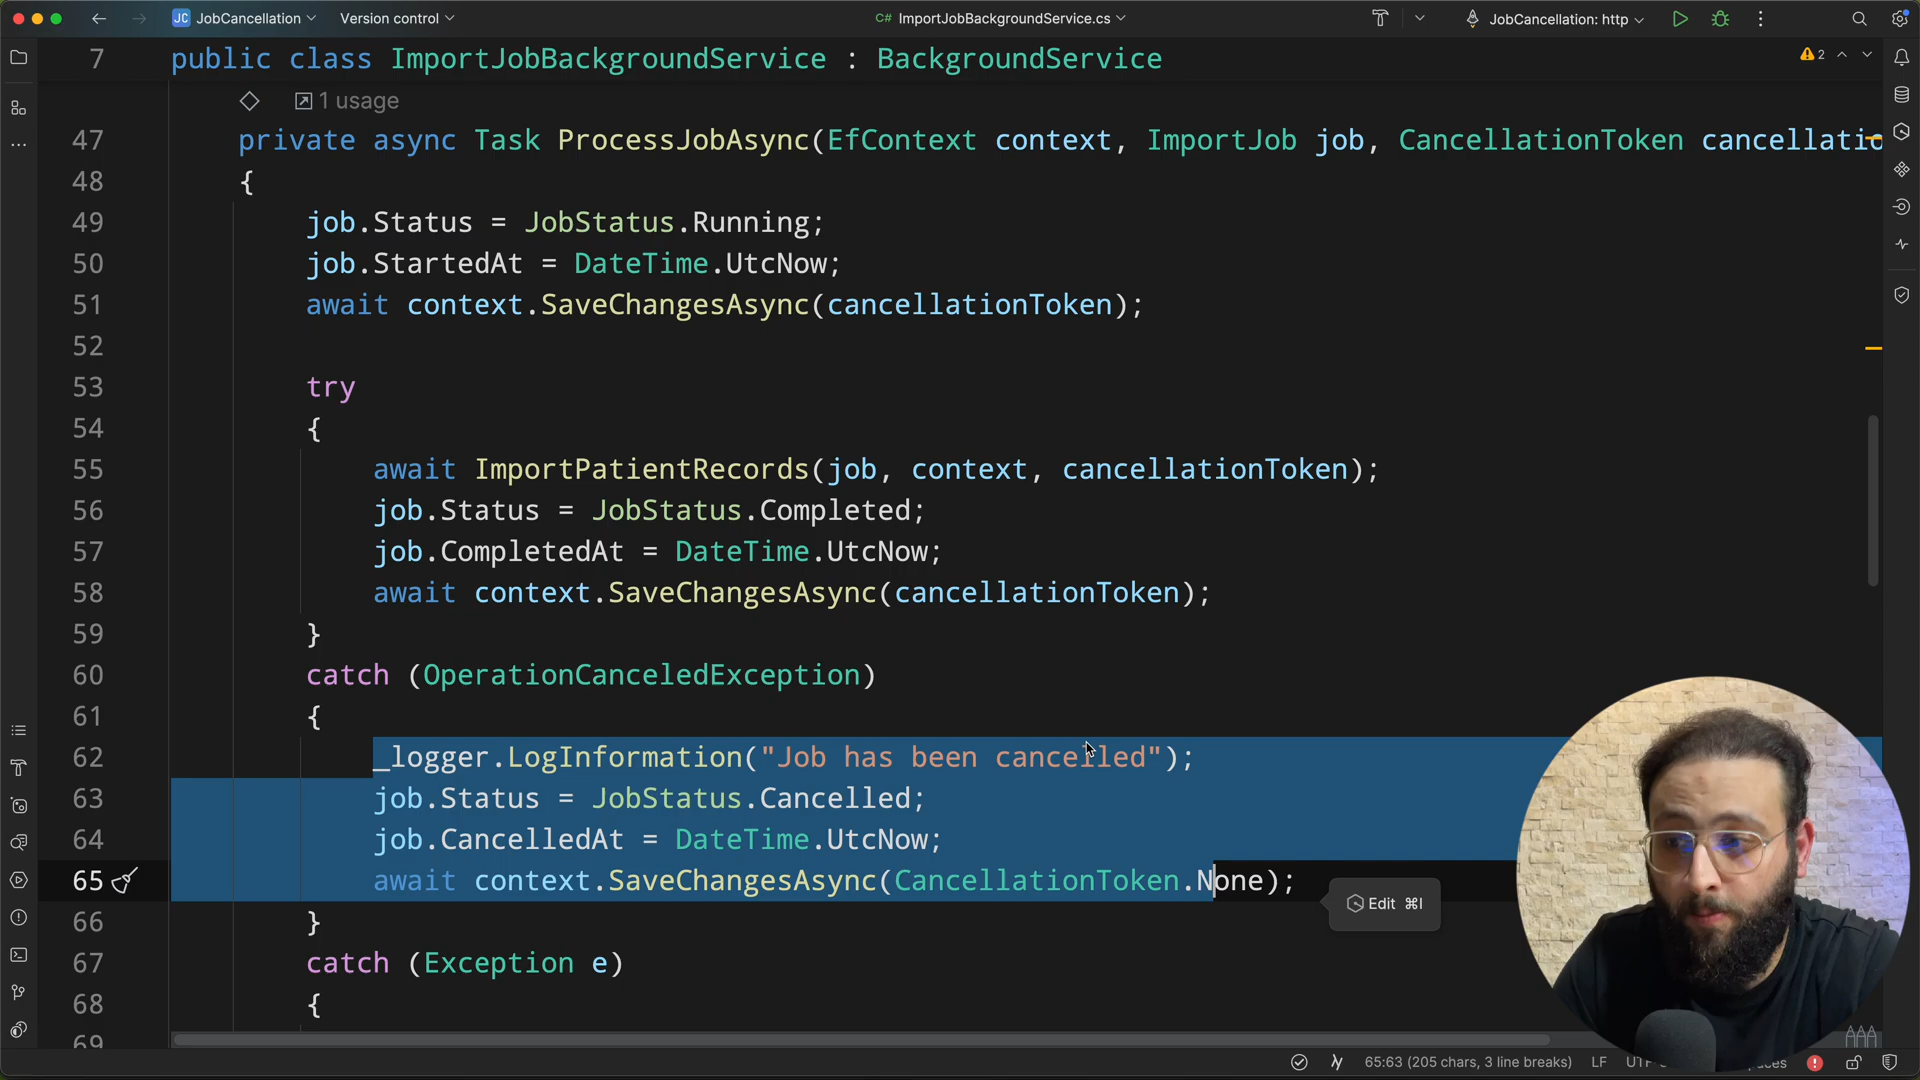 JC JobCancellation
Version control
C# ImportJobBackgroundService.cs
JobCancellation: http
7 public class ImportJobBackgroundService : BackgroundService
2
1 usage
47 private async Task ProcessJobAsync(EfContext context, ImportJob job, CancellationToken cancellatio
48 {
49 job.Status = JobStatus.Running;
50 job.StartedAt = DateTime.UtcNow;
51 await context.SaveChangesAsync(cancellationToken);
52
53 try
54 {
55 await ImportPatientRecords(job, context, cancellationToken);
56 job.Status = JobStatus.Completed;
57 job.CompletedAt = DateTime.UtcNow;
58 await context.SaveChangesAsync(cancellationToken);
59 }
60 catch (OperationCanceledException)
61 {
62 _logger.LogInformation("Job has been cancelled");
63 job.Status = JobStatus.Cancelled;
64 job.CancelledAt = DateTime.UtcNow;
65 await context.SaveChangesAsync(CancellationToken.None);
Edit ⌘I
66 }
67 catch (Exception e)
68 {
69
65:63 (205 chars, 3 line breaks) LF